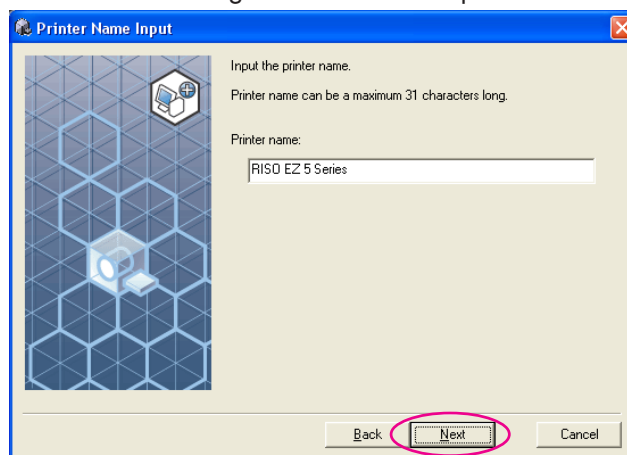 Printer Name Input
Input the printer name.
Printer name can be a maximum 31 characters long.
Printer name:
RISO EZ 5 Series
Back Next Cancel